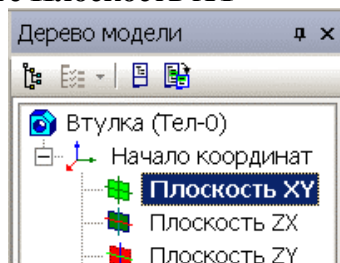 Дерево модели
Втулка (Тел-0)
Начало координат
Плоскость XY
Плоскость ZX
Плоскость ZY